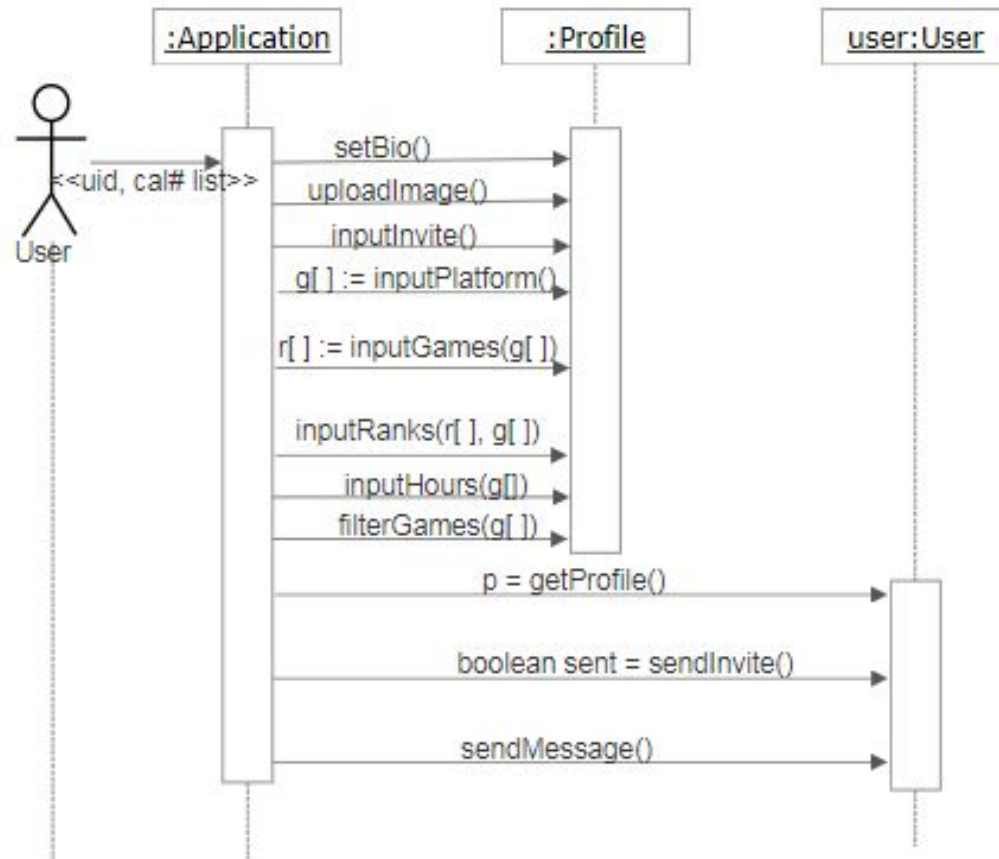 :Application
:Profile
user:User
setBio()
<<uid, cal# list>>
uploadImage()
User
inputInvite()
g[ ] := inputPlatform()
r[ ] := inputGames(g[ ])
inputRanks(r[ ], g[ ])
inputHours(g[])
filterGames(g[ ])
p = getProfile()
boolean sent = sendInvite()
sendMessage()